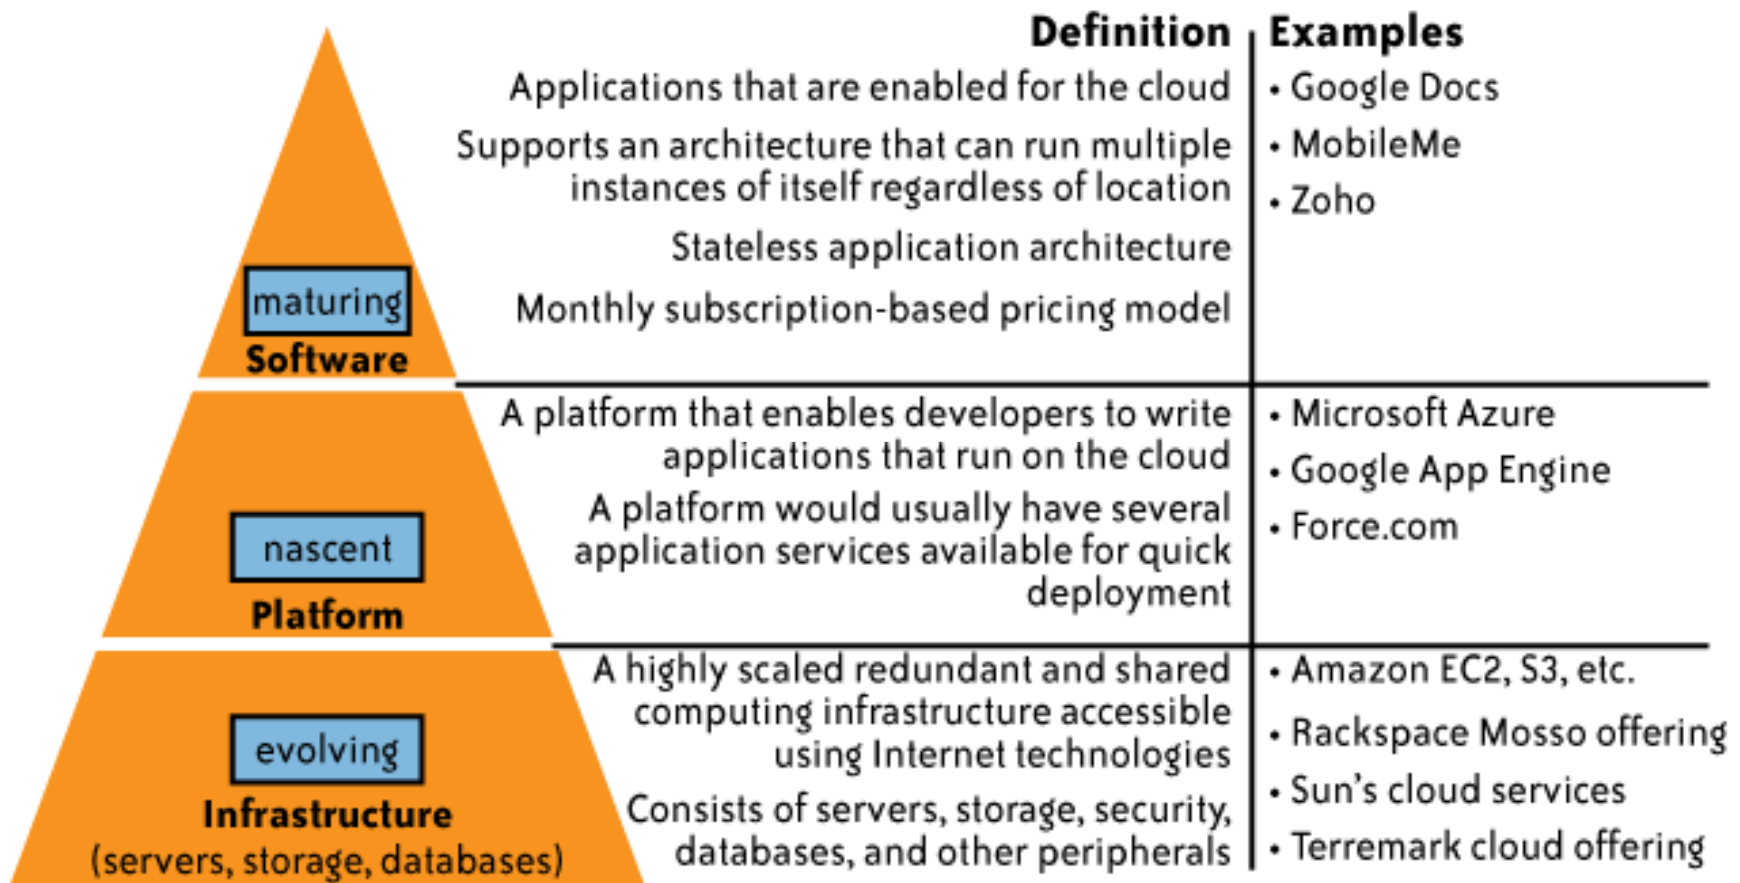 Definition
Examples
Applications that are enabled for the cloud
Supports an architecture that can run multiple
instances of itself regardless of location
Stateless application architecture
Monthly subscription-based pricing model
• Google Docs
• MobileMe
• Zoho
maturing
Software
A platform that enables developers to write
applications that run on the cloud
A platform would usually have several
application services available for quick
deployment
• Microsoft Azure
• Google App Engine
• Force.com
nascent
Platform
A highly scaled redundant and shared
computing infrastructure accessible
using Internet technologies
Consists of servers, storage, security,
databases, and other peripherals
• Amazon EC2, S3, etc.
• Rackspace Mosso offering
• Sun's cloud services
• Terremark cloud offering
evolving
Infrastructure
(servers, storage, databases)